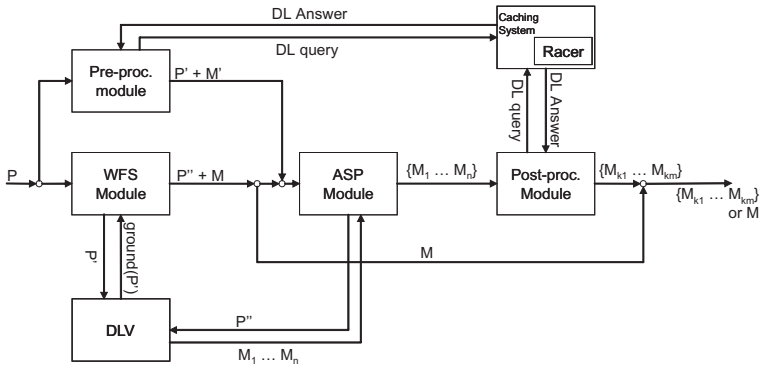 DL Answer
Caching
System
DL query
Racer
Pre-proc.
module
P' + M'
DL query
DL Answer
P
WFS
Module
P'' + M
ASP
Module
{M1 … Mn}
Post-proc.
Module
{Mk1 … Mkm}
{Mk1 … Mkm}
or M
P'
ground(P')
M
DLV
P''
M1 … Mn